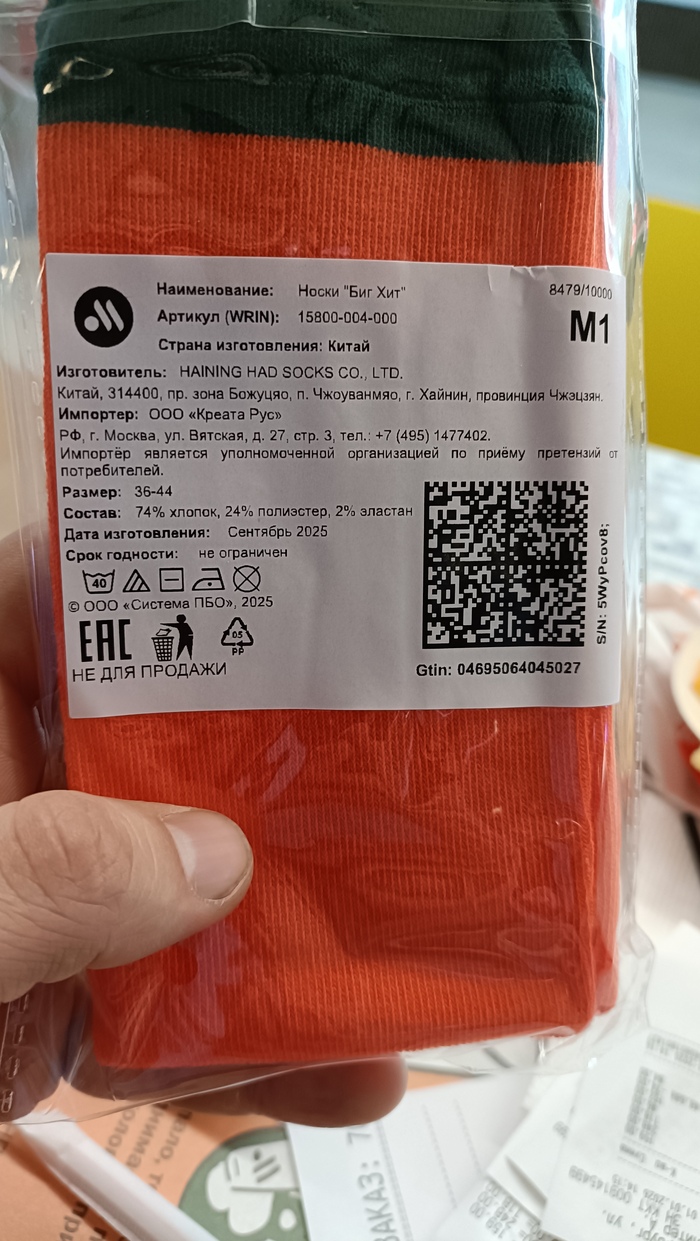 Наименование: Носки "Биг Хит"
8479/10000
Артикул (WRIN): 15800-004-000
M1
Страна изготовления: Китай
Изготовитель: HAINING HAD SOCKS CO., LTD.
Китай, 314400, пр. зона Божуцяо, п. Чжоуванмяо, г. Хайнин, провинция Чжэцзян.
Импортер: ООО «Креата Рус»
РФ, г. Москва, ул. Вятская, д. 27, стр. 3, тел.: +7 (495) 1477402.
Импортёр является уполномоченной организацией по приёму претензий от
потребителей.
Размер: 36-44
Состав: 74% хлопок, 24% полиэстер, 2% эластан
Дата изготовления: Сентябрь 2025
Срок годности: не ограничен
40
© ООО «Система ПБО», 2025
EAC
05
PP
НЕ ДЛЯ ПРОДАЖИ
S/N: 5WyPcov8;
Gtin: 04695064045027
ЗАКАЗ: 7